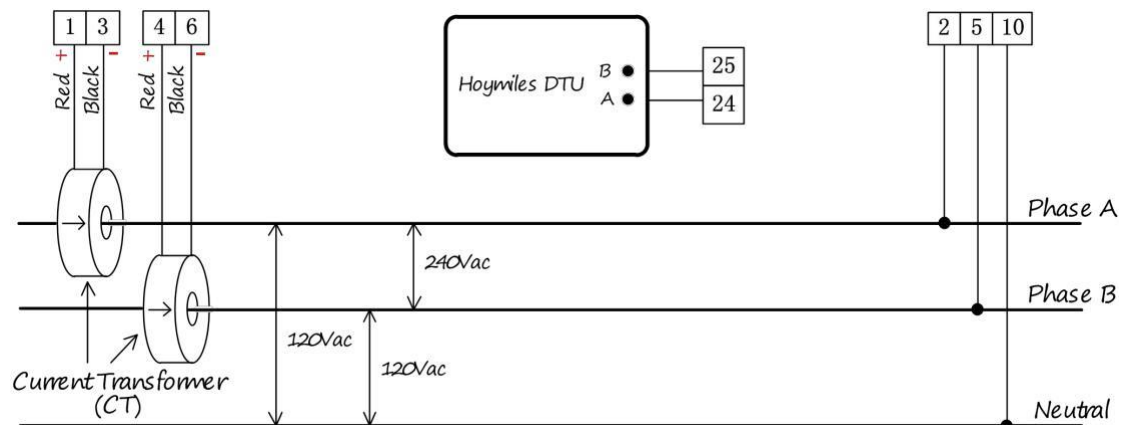 1 3 4 6 2 5 10
+ - + -
Red Black Red Black
Hoymiles DTU B 25
A 24
Phase A
240Vac
Phase B
120Vac
120Vac
Current Transformer
(CT)
Neutral